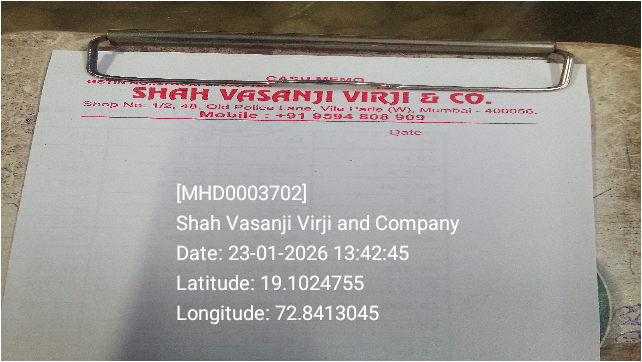 CASH MEMO
SHAH VASANJI VIRJI & CO.
Shop No. 1/2, 48, Old Police Lane, Vile Parle (W), Mumbai - 400056.
Mobile : +91 9594 808 909
Date
[MHD0003702]
Shah Vasanji Virji and Company
Date: 23-01-2026 13:42:45
Latitude: 19.1024755
Longitude: 72.8413045